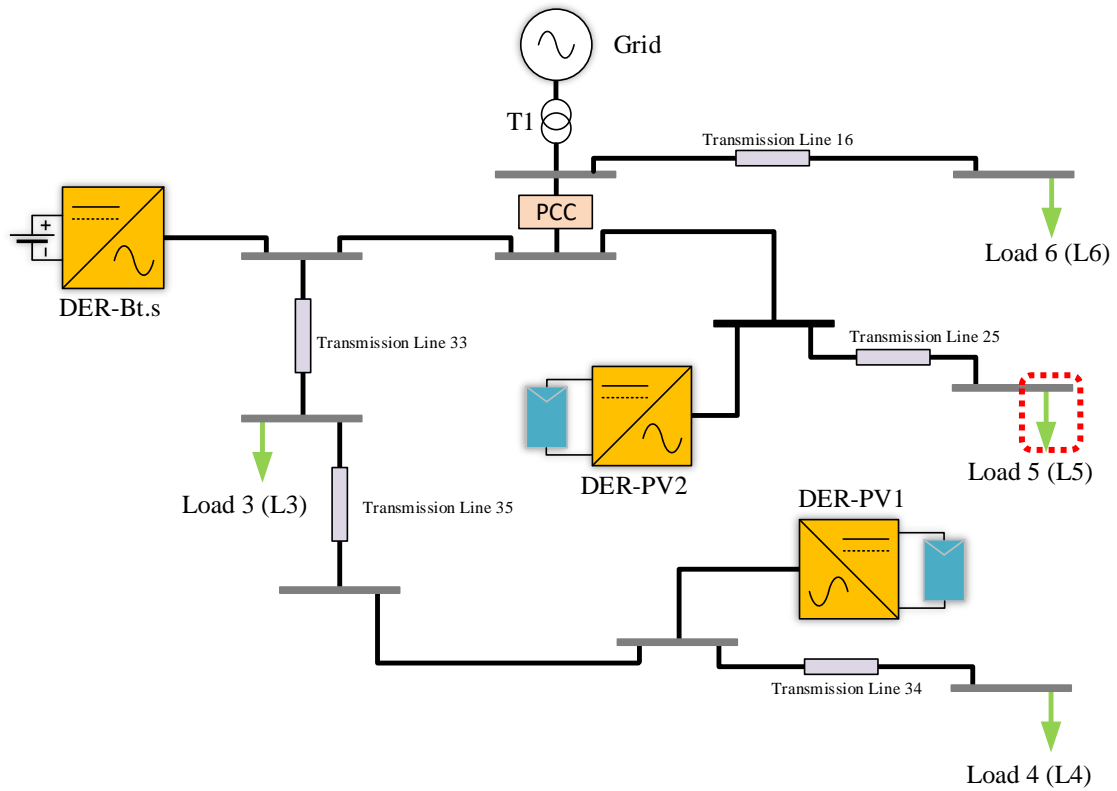 Grid
T1
Transmission Line 16
PCC
+
−
Load 6 (L6)
DER-Bt.s
Transmission Line 33
Transmission Line 25
Load 3 (L3)
DER-PV2
Load 5 (L5)
Transmission Line 35
DER-PV1
Transmission Line 34
Load 4 (L4)